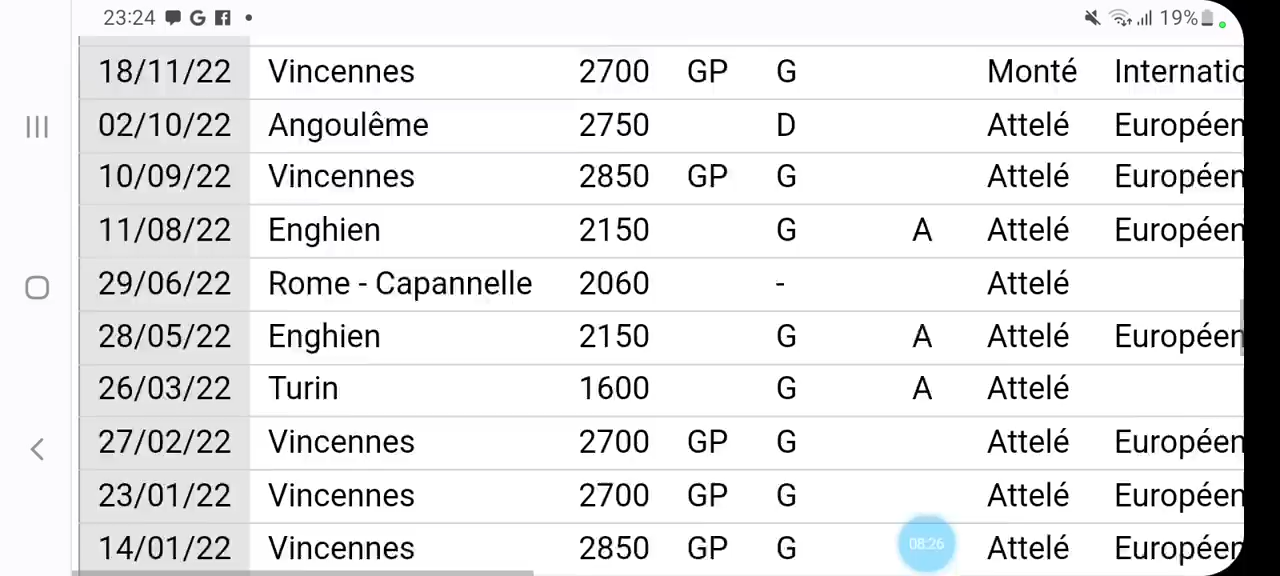 23:24 G 19%
18/11/22 Vincennes 2700 GP G Monté Internatic
02/10/22 Angoulême 2750 D Attelé Européen
10/09/22 Vincennes 2850 GP G Attelé Européen
11/08/22 Enghien 2150 G A Attelé Européen
29/06/22 Rome - Capannelle 2060 - Attelé
28/05/22 Enghien 2150 G A Attelé Européen
26/03/22 Turin 1600 G A Attelé
27/02/22 Vincennes 2700 GP G Attelé Européen
23/01/22 Vincennes 2700 GP G Attelé Européen
14/01/22 Vincennes 2850 GP G 08:26 Attelé Européen